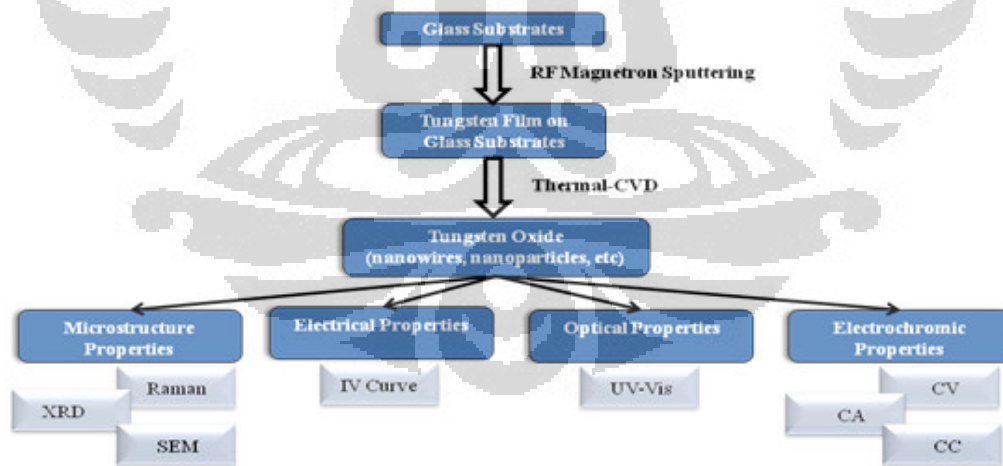 Glass Substrates
RF Magnetron Sputtering
Tungsten Film on
Glass Substrates
Thermal-CVD
Tungsten Oxide
(nanowires, nanoparticles, etc)
Microstructure
Properties
Electrical Properties
Optical Properties
Electrochromic
Properties
Raman
XRD
SEM
IV Curve
UV-Vis
CV
CA
CC